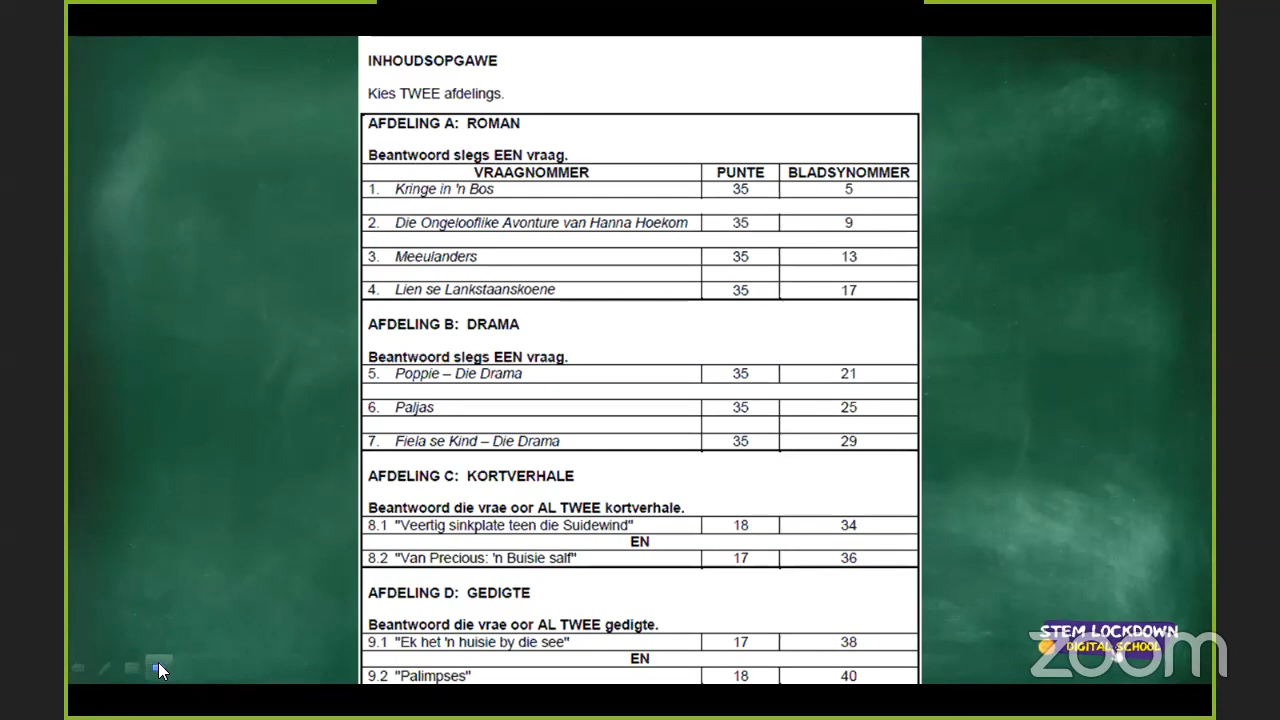 INHOUDSOPGAWE
Kies TWEE afdelings.
AFDELING A: ROMAN
Beantwoord slegs EEN vraag.
VRAAGNOMMER PUNTE BLADSYNOMMER
1. Kringe in 'n Bos 35 5
2. Die Ongelooflike Avonture van Hanna Hoekom 35 9
3. Meeulanders 35 13
4. Lien se Lankstaanskoene 35 17
AFDELING B: DRAMA
Beantwoord slegs EEN vraag.
5. Poppie – Die Drama 35 21
6. Paljas 35 25
7. Fiela se Kind – Die Drama 35 29
AFDELING C: KORTVERHALE
Beantwoord die vrae oor AL TWEE kortverhale.
8.1 "Veertig sinkplate teen die Suidewind" 18 34
EN
8.2 "Van Precious: 'n Buisie salf" 17 36
AFDELING D: GEDIGTE
Beantwoord die vrae oor AL TWEE gedigte.
9.1 "Ek het 'n huisie by die see" 17 38
EN
9.2 "Palimpses" 18 40
STEM LOCKDOWN
DIGITAL SCHOOL
zoom